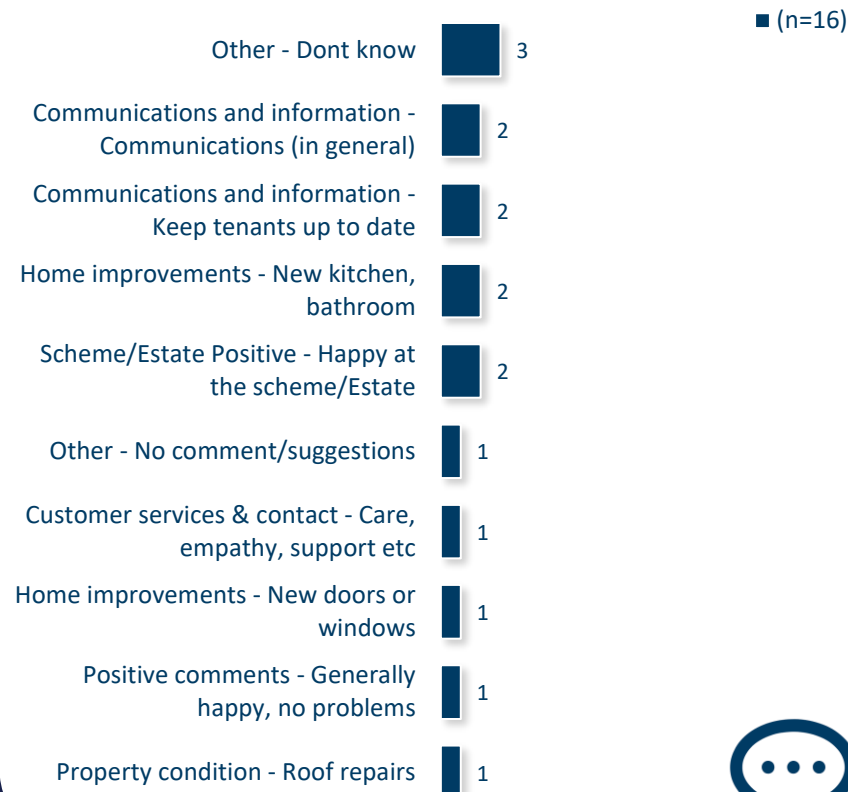 ■ (n=16)
Other - Dont know 3
Communications and information -
Communications (in general) 2
Communications and information -
Keep tenants up to date 2
Home improvements - New kitchen,
bathroom 2
Scheme/Estate Positive - Happy at
the scheme/Estate 2
Other - No comment/suggestions 1
Customer services & contact - Care,
empathy, support etc 1
Home improvements - New doors or
windows 1
Positive comments - Generally
happy, no problems 1
Property condition - Roof repairs 1